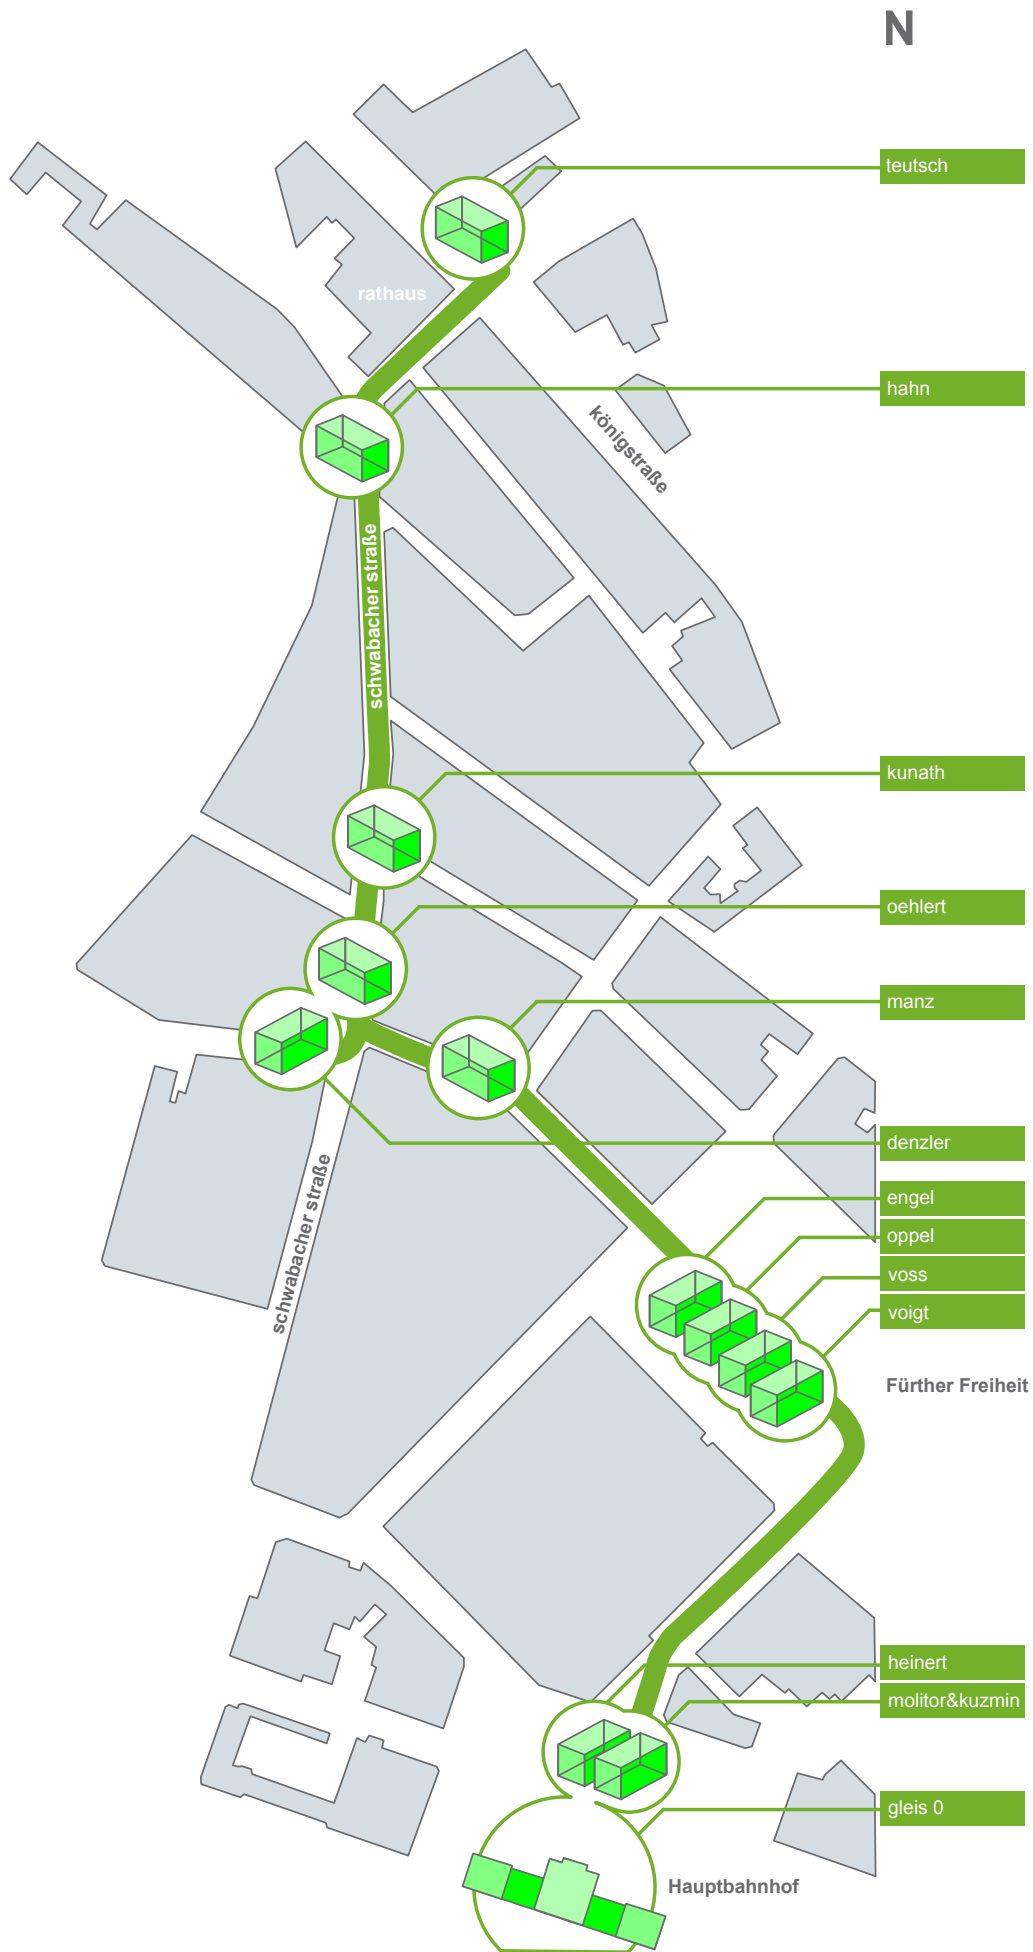 N
teutsch
rathaus
hahn
königstraße
schwabacher straße
kunath
oehlert
manz
denzler
schwabacher straße
engel
oppel
voss
voigt
Fürther Freiheit
heinert
molitor&kuzmin
gleis 0
Hauptbahnhof